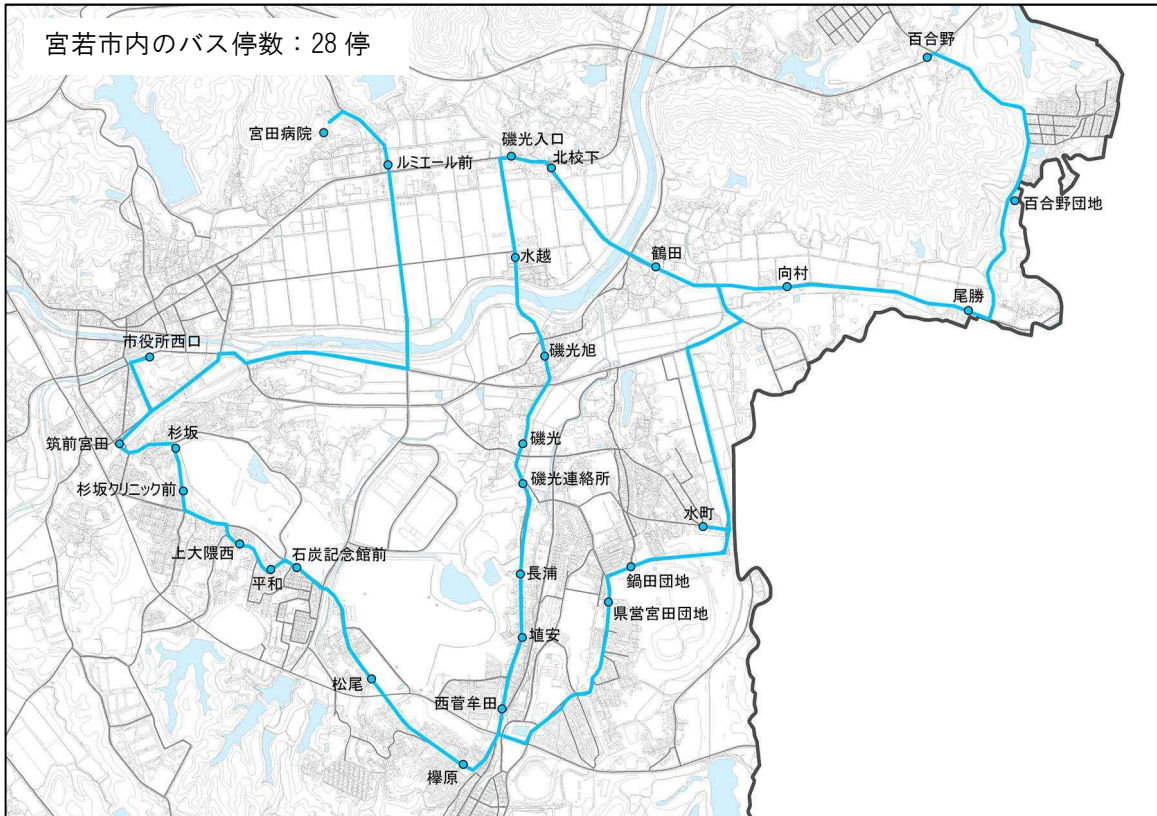 宮若市内のバス停数：28 停
百合野
宮田病院
ルミエール前
磯光入口
北校下
百合野団地
水越
鶴田
向村
尾勝
市役所西口
磯光旭
筑前宮田
杉坂
磯光
杉坂クリニック前
磯光連絡所
水町
上大隈西
平和
石炭記念館前
長浦
鍋田団地
県営宮田団地
埴安
松尾
西菅牟田
欅原